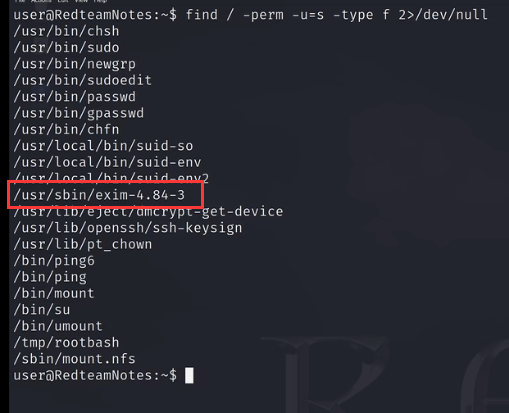 user@RedteamNotes:~$ find / -perm -u=s -type f 2>/dev/null
/usr/bin/chsh
/usr/bin/sudo
/usr/bin/newgrp
/usr/bin/sudoedit
/usr/bin/passwd
/usr/bin/gpasswd
/usr/bin/chfn
/usr/local/bin/suid-so
/usr/local/bin/suid-env
/usr/local/bin/suid-env2
/usr/sbin/exim-4.84-3
/usr/lib/eject/dmcrypt-get-device
/usr/lib/openssh/ssh-keysign
/usr/lib/pt_chown
/bin/ping6
/bin/ping
/bin/mount
/bin/su
/bin/umount
/tmp/rootbash
/sbin/mount.nfs
user@RedteamNotes:~$